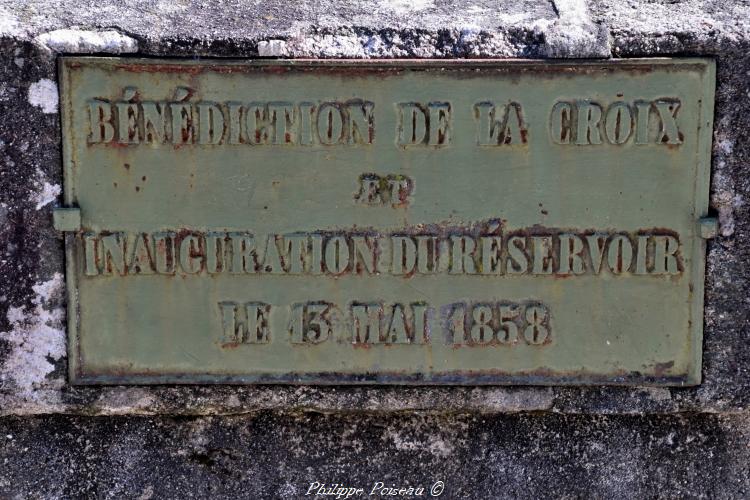 BÉNÉDICTION DE LA CROIX
ET
INAUGURATION DU RÉSERVOIR
LE 13 MAI 1858
Philippe Poiseau ©